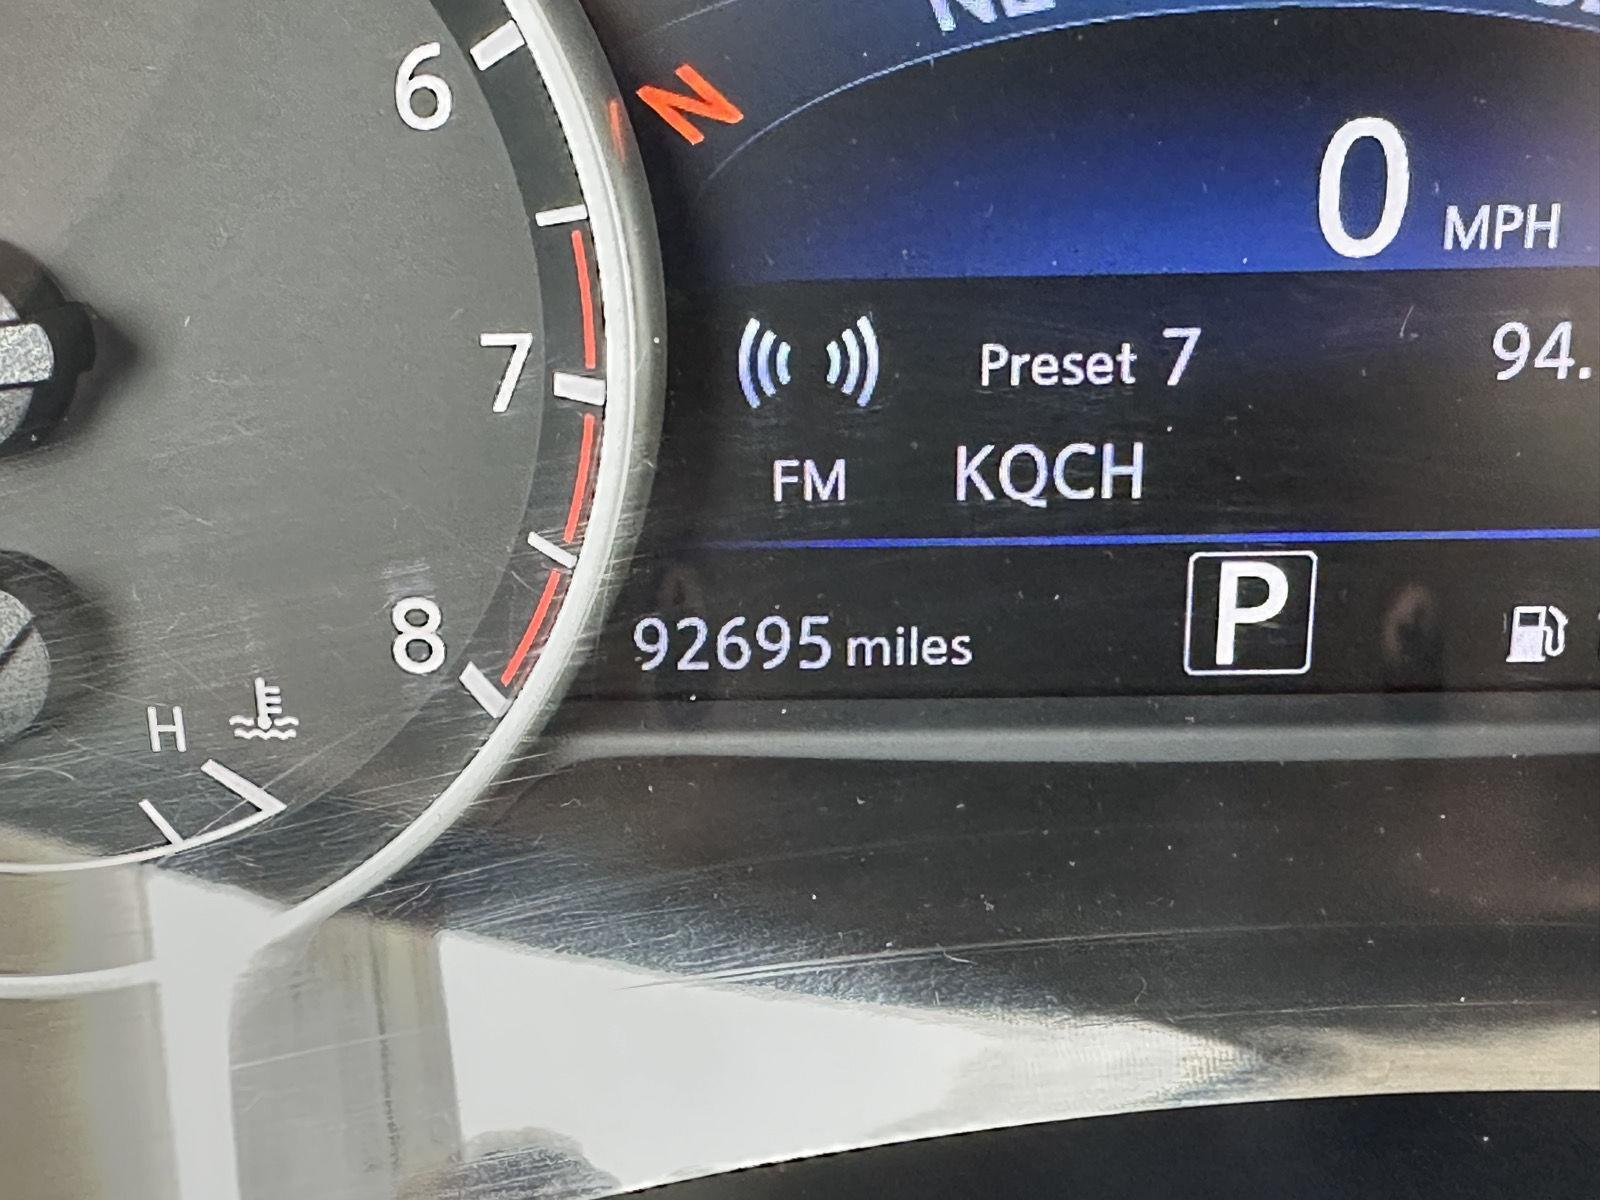 6
N
0 MPH
7
Preset 7 94.
FM KQCH
8
92695 miles P
H